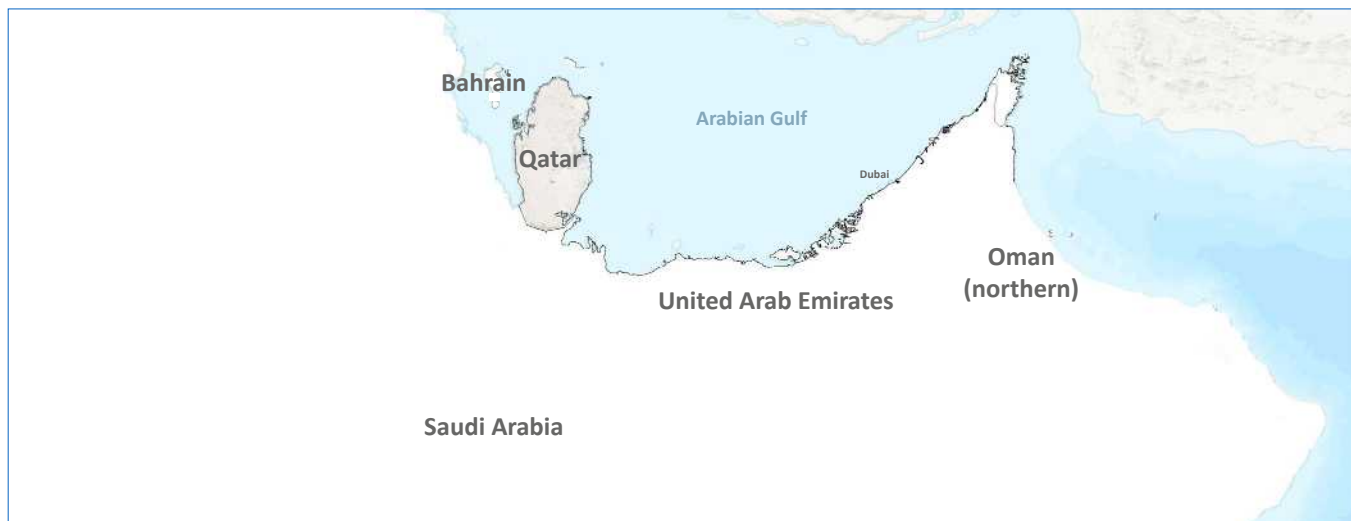 Bahrain
Arabian Gulf
Qatar
Dubai
Oman
(northern)
United Arab Emirates
Saudi Arabia